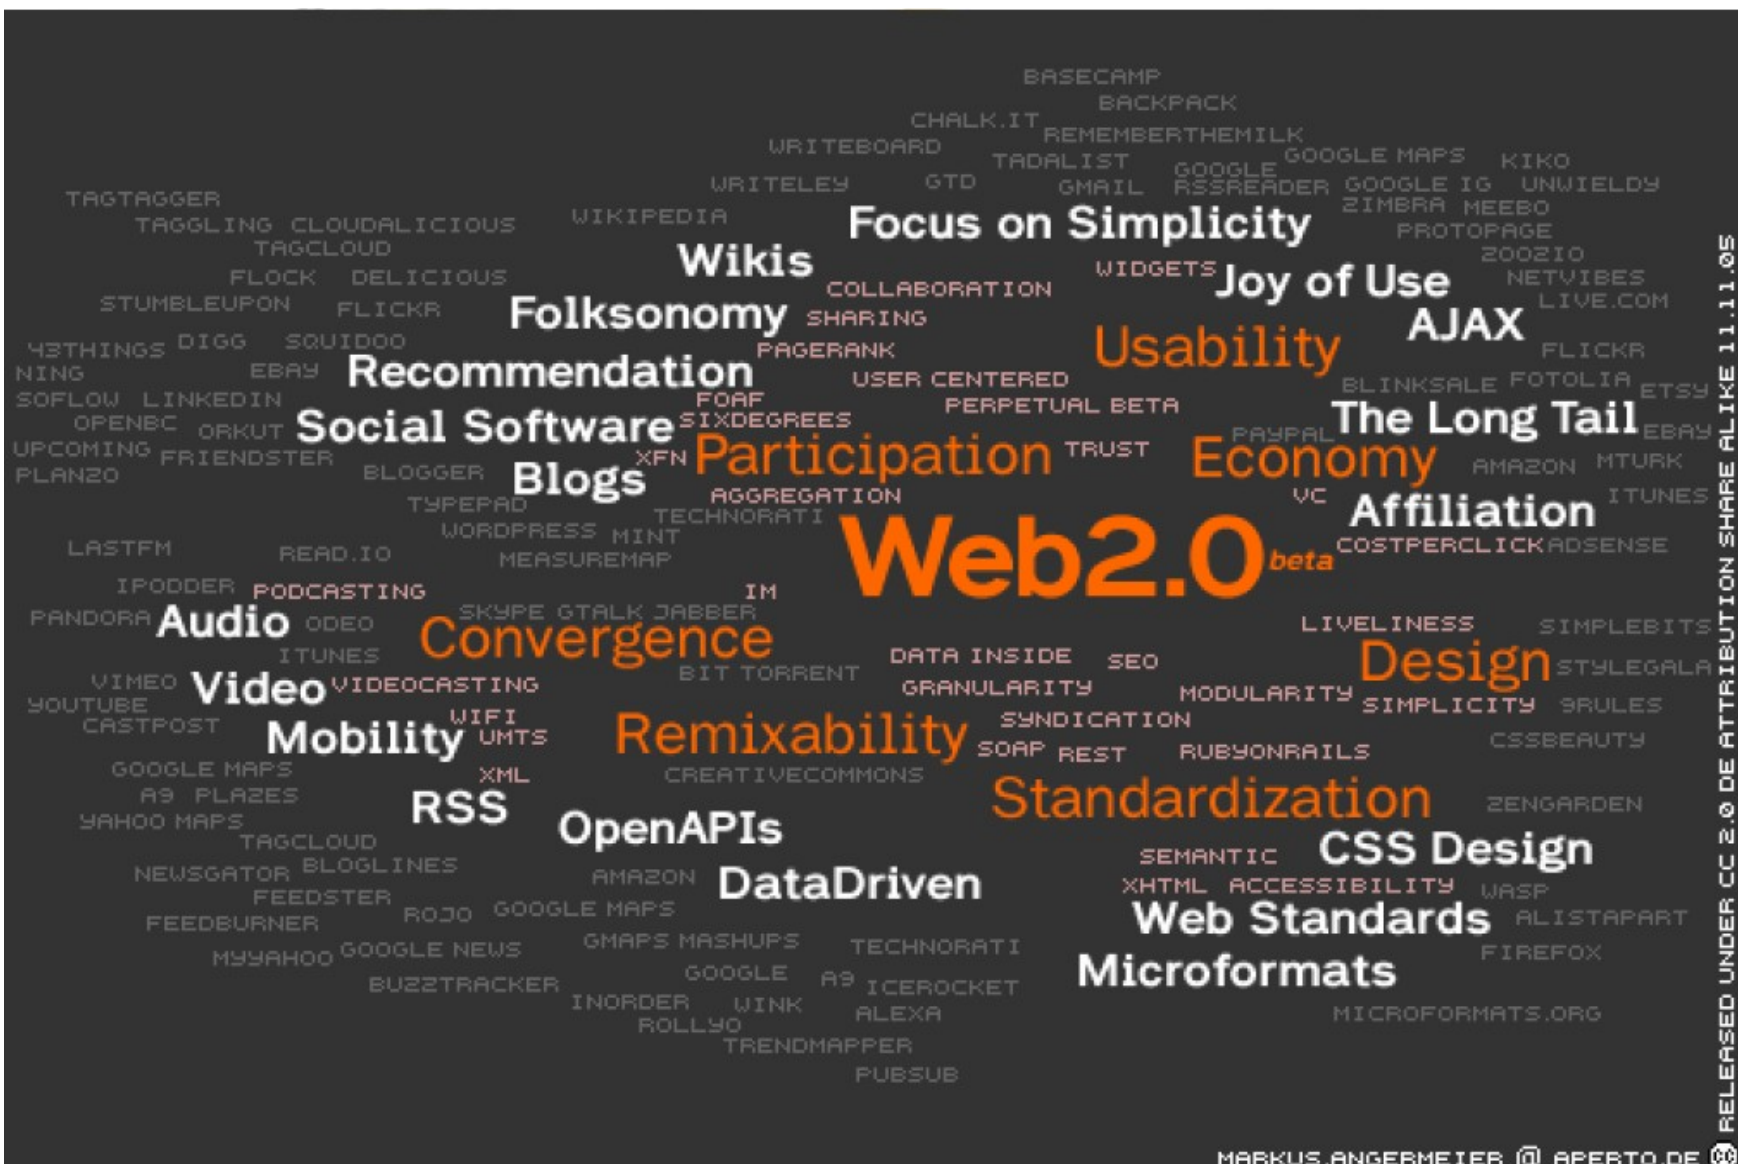 BASECAMP
BACKPACK
CHALK.IT
REMEMBERTHEMILK
WRITEBOARD
TADALIST
GOOGLE MAPS
KIKO
GOOGLE
RSSREADER
WRITELEY
GTD
GMAIL
GOOGLE IG
UNWIELDY
TAGTAGGER
ZIMBRA
MEEBO
WIKIPEDIA
Focus on Simplicity
PROTOPAGE
TAGGLING
CLOUDALICIOUS
TAGCLOUD
ZOOZIO
Wikis
WIDGETS
Joy of Use
NETVIBES
FLOCK
DELICIOUS
COLLABORATION
LIVE.COM
STUMBLEUPON
FLICKR
Folksonomy
SHARING
AJAX
43THINGS
DIGG
SQUIDOO
PAGERANK
Usability
FLICKR
NING
EBAY
Recommendation
USER CENTERED
BLINKSALE
FOTOLIA
ETSY
SOFLOW
LINKEDIN
FOAF
PERPETUAL BETA
OPENBC
ORKUT
Social Software
SIXDEGREES
The Long Tail
EBAY
PAYPAL
UPCOMING
FRIENDSTER
XFN
Participation
TRUST
Economy
AMAZON
MTURK
PLANZO
BLOGGER
Blogs
AGGREGATION
VC
ITUNES
TYPEPAD
TECHNORATI
Affiliation
WORDPRESS
MINT
COSTPERCLICK
ADSENSE
LASTFM
READ.IO
MEASUREMAP
Web2.0 beta
IPODDER
PODCASTING
IM
PANDORA
Audio
ODEO
SKYPE
GTALK
JABBER
LIVELINESS
SIMPLEBITS
Convergence
ITUNES
DATA INSIDE
SEO
Design
STYLEGALA
BIT TORRENT
VIMEO
Video
VIDEOCASTING
GRANULARITY
MODULARITY
SIMPLICITY
9RULES
YOUTUBE
CASTPOST
WIFI
SYNDICATION
Mobility
UMTS
Remixability
SOAP
REST
RUBYONRAILS
CSSBEAUTY
GOOGLE MAPS
XML
CREATIVECOMMONS
A9
PLAZES
RSS
Standardization
ZENGARDEN
YAHOO MAPS
OpenAPIs
TAGCLOUD
SEMANTIC
CSS Design
NEWSGATOR
BLOGLINES
AMAZON
DataDriven
XHTML
ACCESSIBILITY
WASP
FEEDSTER
ROJO
GOOGLE MAPS
Web Standards
ALISTAPART
FEEDBURNER
MYYAHOO
GOOGLE NEWS
GMAPS MASHUPS
TECHNORATI
FIREFOX
BUZZTRACKER
GOOGLE
A9
ICEROCKET
Microformats
INORDER
WINK
ALEXA
MICROFORMATS.ORG
ROLLYO
TRENDMAPPER
PUBSUB
MARKUS.ANGERMEIER @ APERTO.DE
RELEASED UNDER CC 2.0 DE ATTRIBUTION SHARE ALIKE 11.11.05